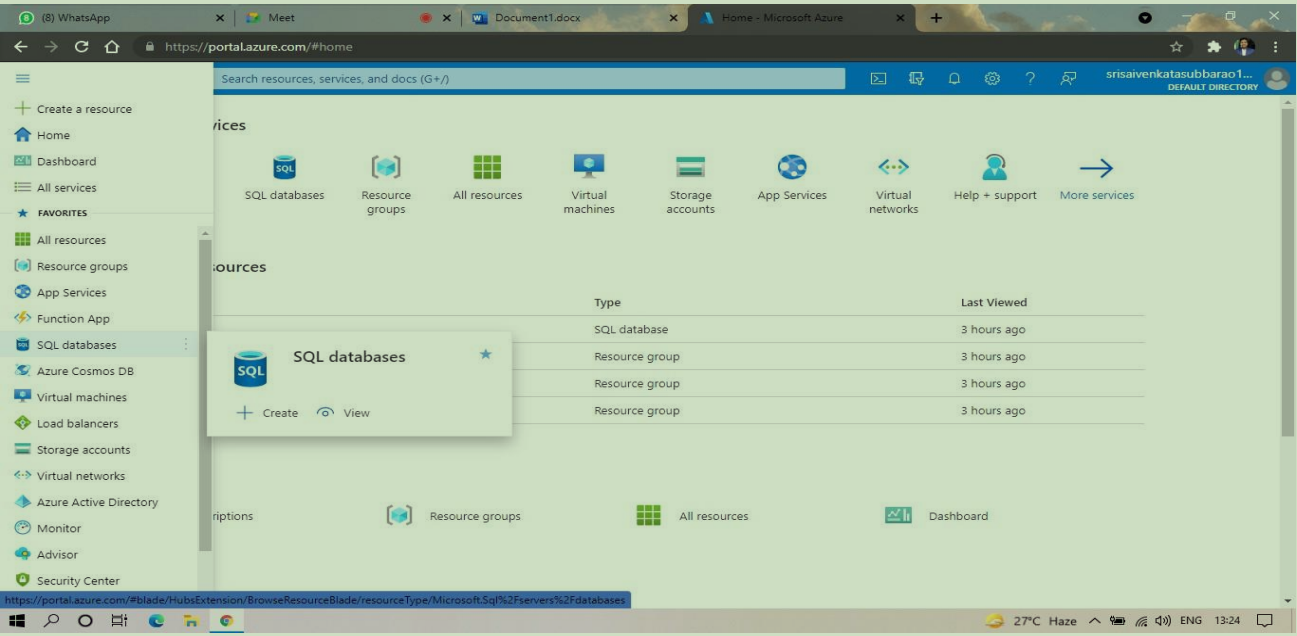 (8) WhatsApp
Meet
Document1.docx
Home - Microsoft Azure
https://portal.azure.com/#home
Search resources, services, and docs (G+/)
srisaivenkatasubbarao1...
DEFAULT DIRECTORY
Create a resource
Home
Dashboard
All services
FAVORITES
All resources
Resource groups
App Services
Function App
SQL databases
Azure Cosmos DB
Virtual machines
Load balancers
Storage accounts
Virtual networks
Azure Active Directory
Monitor
Advisor
Security Center
vices
SQL
SQL databases
Resource groups
All resources
Virtual machines
Storage accounts
App Services
Virtual networks
Help + support
More services
ources
Type Last Viewed
SQL database 3 hours ago
Resource group 3 hours ago
Resource group 3 hours ago
Resource group 3 hours ago
SQL
SQL databases
Create View
riptions
Resource groups
All resources
Dashboard
https://portal.azure.com/#blade/HubsExtension/BrowseResourceBlade/resourceType/Microsoft.Sql%2Fservers%2Fdatabases
27°C Haze ENG 13:24